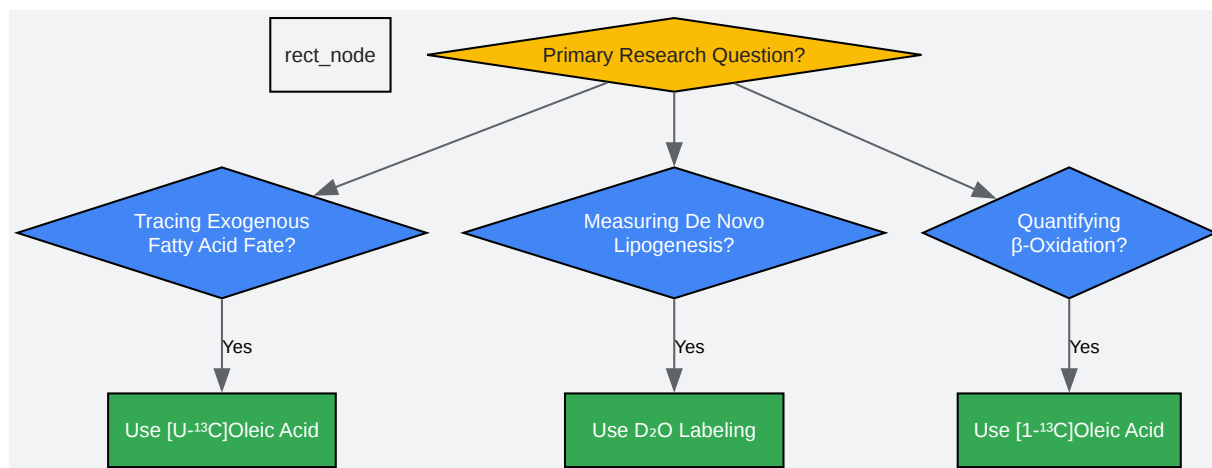 rect_node
Primary Research Question?
Tracing Exogenous
Fatty Acid Fate?
Measuring De Novo
Lipogenesis?
Quantifying
β-Oxidation?
Yes
Yes
Yes
Use [U-¹³C]Oleic Acid
Use D₂O Labeling
Use [1-¹³C]Oleic Acid